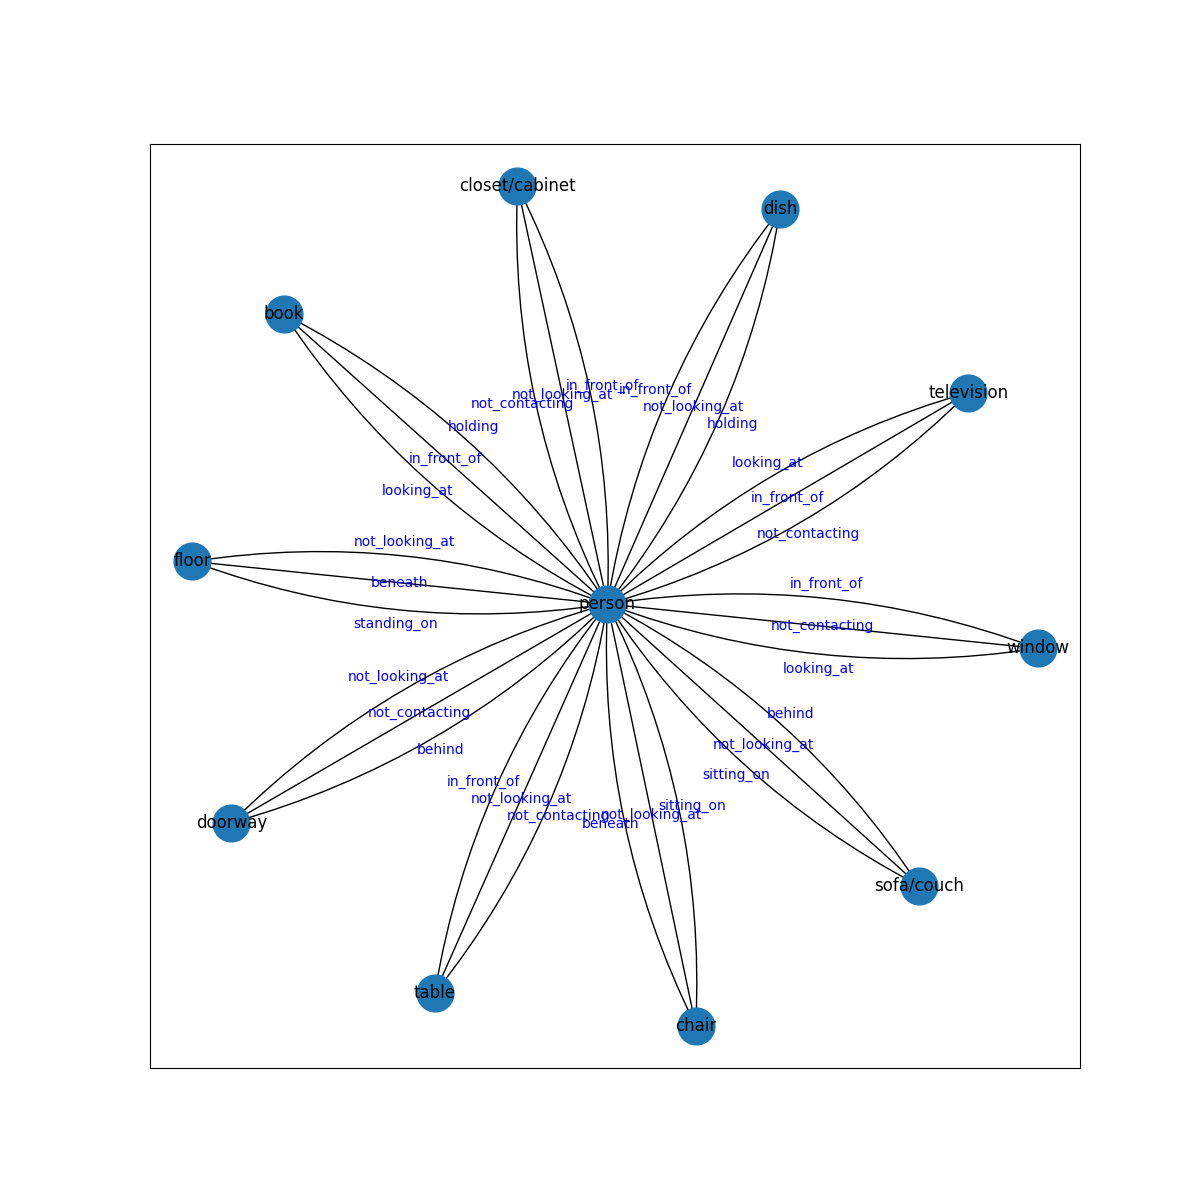 closet/cabinet
dish
book
television
in_front_of
in_front_of
not_looking_at
not_contacting
not_looking_at
holding
holding
in_front_of
looking_at
looking_at
in_front_of
not_contacting
not_looking_at
floor
beneath
in_front_of
person
standing_on
not_contacting
window
looking_at
not_looking_at
not_contacting
behind
behind
not_looking_at
sitting_on
in_front_of
not_looking_at
not_contacting
beneath
not_looking_at
sitting_on
doorway
sofa/couch
table
chair